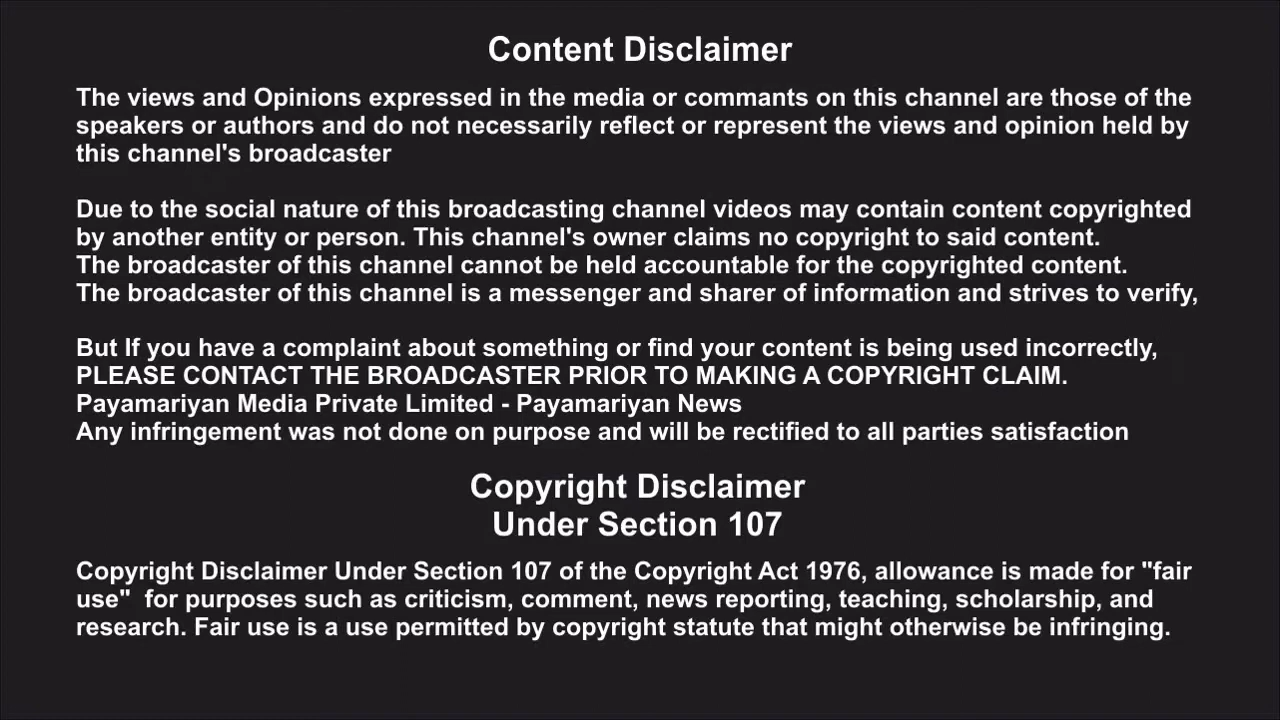 Content Disclaimer
The views and Opinions expressed in the media or commants on this channel are those of the
speakers or authors and do not necessarily reflect or represent the views and opinion held by
this channel's broadcaster
Due to the social nature of this broadcasting channel videos may contain content copyrighted
by another entity or person. This channel's owner claims no copyright to said content.
The broadcaster of this channel cannot be held accountable for the copyrighted content.
The broadcaster of this channel is a messenger and sharer of information and strives to verify,
But If you have a complaint about something or find your content is being used incorrectly,
PLEASE CONTACT THE BROADCASTER PRIOR TO MAKING A COPYRIGHT CLAIM.
Payamariyan Media Private Limited - Payamariyan News
Any infringement was not done on purpose and will be rectified to all parties satisfaction
Copyright Disclaimer
Under Section 107
Copyright Disclaimer Under Section 107 of the Copyright Act 1976, allowance is made for "fair
use"  for purposes such as criticism, comment, news reporting, teaching, scholarship, and
research. Fair use is a use permitted by copyright statute that might otherwise be infringing.